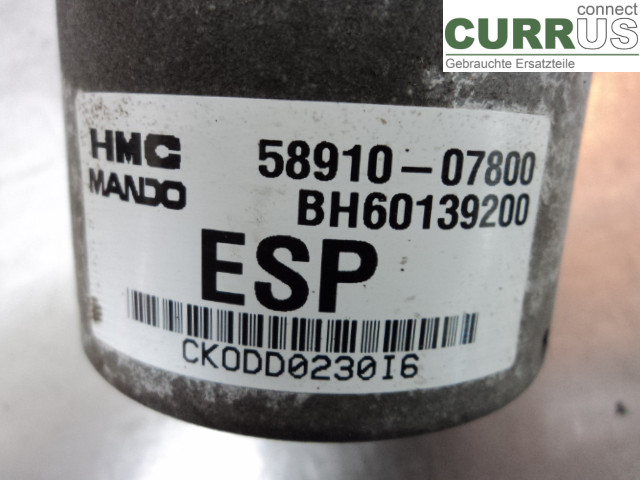 connect
CURRUS
Gebrauchte Ersatzteile
HMC 58910-07800
MANDO BH60139200
ESP
CK0DD0230I6